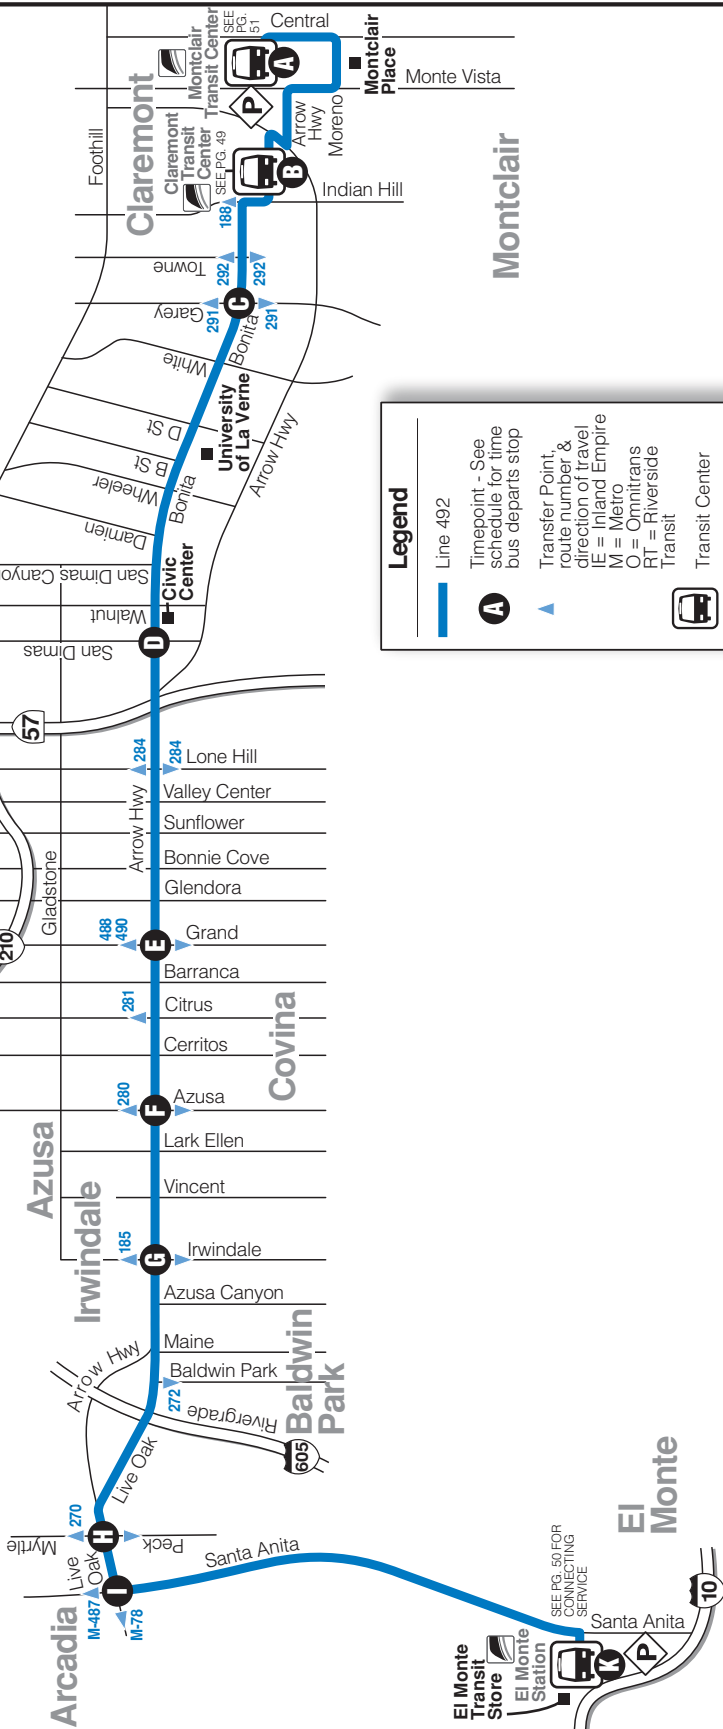 SEE
PG.
51
Central
Montclair
Transit Center
A
Montclair
Place
Monte Vista
Foothill
Claremont
P
Arrow
Hwy
Moreno
Claremont
Transit
Center
SEE PG. 49
B
Indian Hill
188
Montclair
Towne
292
292
Garey
291
C
291
Bonita
White
D St
University
of La Verne
B St
Arrow Hwy
Wheeler
Bonita
Damien
San Dimas Canyon
Civic
Center
Walnut
San Dimas
D
57
284
284
Lone Hill
Arrow Hwy
Valley Center
Sunflower
Bonnie Cove
Glendora
Gladstone
210
488
490
E
Grand
Barranca
281
Citrus
Covina
Cerritos
280
F
Azusa
Azusa
Lark Ellen
Vincent
Irwindale
185
G
Irwindale
Azusa Canyon
Maine
Baldwin Park
272
Baldwin
Park
Arrow Hwy
Rivergrade
605
Live Oak
270
Myrtle
H
Peck
Live
Oak
I
M-487
M-78
Arcadia
Santa Anita
El
Monte
SEE PG. 50 FOR
CONNECTING
SERVICE
Santa Anita
10
El Monte
Transit
Store
El Monte
Station
K
P
Legend
Line 492
A
Timepoint - See
schedule for time
bus departs stop
Transfer Point,
route number &
direction of travel
IE = Inland Empire
M = Metro
O = Omnitrans
RT = Riverside
Transit
Transit Center